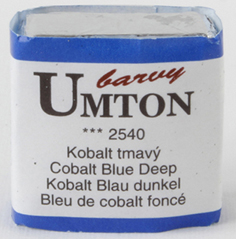 barvy
UMTON
*** 2540
Kobalt tmavý
Cobalt Blue Deep
Kobalt Blau dunkel
Bleu de cobalt foncé